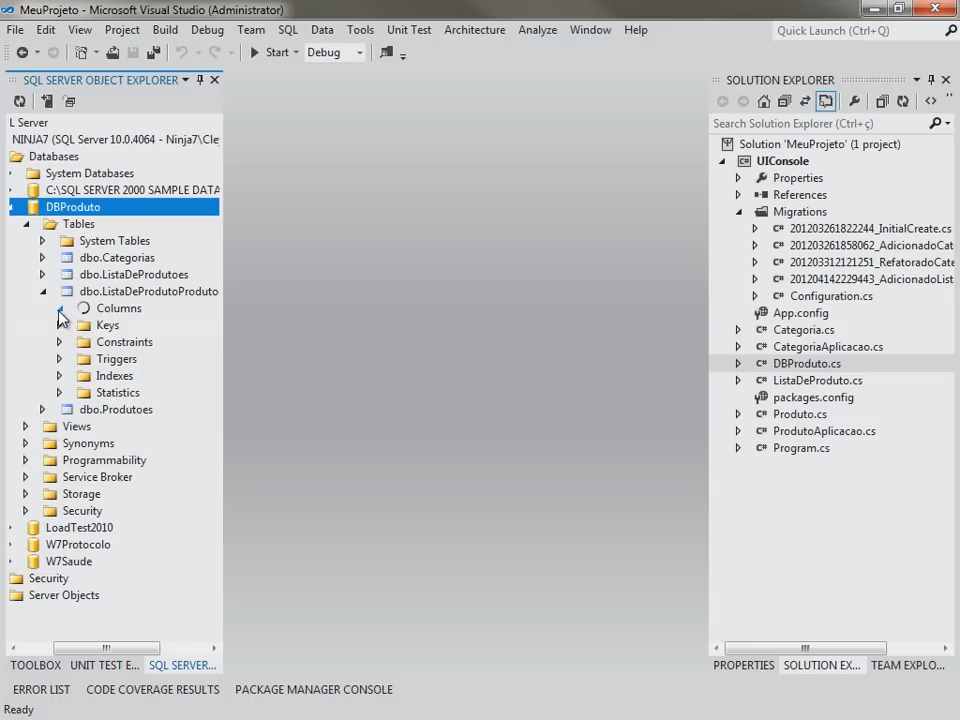 MeuProjeto - Microsoft Visual Studio (Administrator)
File Edit View Project Build Debug Team SQL Data Tools Unit Test Architecture Analyze Window Help
Quick Launch (Ctrl+Q)
Start Debug
SQL SERVER OBJECT EXPLORER
L Server
NINJA7 (SQL Server 10.0.4064 - Ninja7\Cle
Databases
System Databases
C:\SQL SERVER 2000 SAMPLE DATA
DBProduto
Tables
System Tables
dbo.Categorias
dbo.ListaDeProdutoes
dbo.ListaDeProdutoProduto
Columns
Keys
Constraints
Triggers
Indexes
Statistics
dbo.Produtoes
Views
Synonyms
Programmability
Service Broker
Storage
Security
LoadTest2010
W7Protocolo
W7Saude
Security
Server Objects
TOOLBOX UNIT TEST E... SQL SERVER...
SOLUTION EXPLORER
Search Solution Explorer (Ctrl+ç)
Solution 'MeuProjeto' (1 project)
UIConsole
Properties
References
Migrations
201203261822244_InitialCreate.cs
201203261858062_AdicionadoCat
201203312121251_RefatoradoCate
201204142229443_AdicionadoLis
Configuration.cs
App.config
Categoria.cs
CategoriaAplicacao.cs
DBProduto.cs
ListaDeProduto.cs
packages.config
Produto.cs
ProdutoAplicacao.cs
Program.cs
PROPERTIES SOLUTION EX... TEAM EXPLO...
ERROR LIST CODE COVERAGE RESULTS PACKAGE MANAGER CONSOLE
Ready